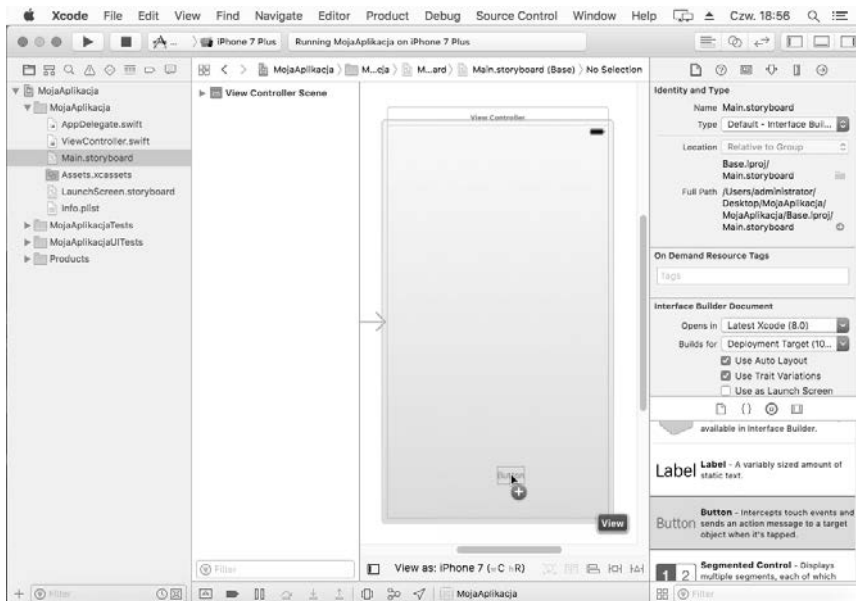 Xcode File Edit View Find Navigate Editor Product Debug Source Control Window Help Czw. 18:56
iPhone 7 Plus Running MojaAplikacja on iPhone 7 Plus
MojaAplikacja M...cja M...ard Main.storyboard (Base) No Selection
MojaAplikacja
MojaAplikacja
AppDelegate.swift
ViewController.swift
Main.storyboard
Assets.xcassets
LaunchScreen.storyboard
Info.plist
MojaAplikacjaTests
MojaAplikacjaUITests
Products
Filter
View Controller Scene
Filter
View Controller
Button
View
View as: iPhone 7 (wC hR)
MojaAplikacja
Identity and Type
Name Main.storyboard
Type Default - Interface Buil...
Location Relative to Group
Base.lproj/
Main.storyboard
Full Path /Users/administrator/
Desktop/MojaAplikacja/
MojaAplikacja/Base.lproj/
Main.storyboard
On Demand Resource Tags
Tags
Interface Builder Document
Opens in Latest Xcode (8.0)
Builds for Deployment Target (10...
Use Auto Layout
Use Trait Variations
Use as Launch Screen
available in Interface Builder.
Label Label - A variably sized amount of
static text.
Button Button - Intercepts touch events and
sends an action message to a target
object when it's tapped.
1 2 Segmented Control - Displays
multiple segments, each of which
Filter